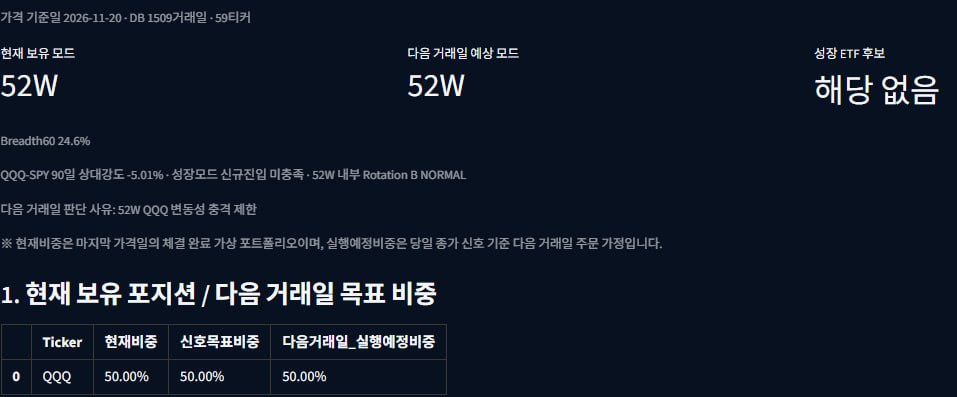 가격 기준일 2026-11-20 · DB 1509거래일 · 59티커
현재 보유 모드 다음 거래일 예상 모드 성장 ETF 후보
52W 52W 해당 없음
Breadth60 24.6%
QQQ-SPY 90일 상대강도 -5.01% · 성장모드 신규진입 미충족 · 52W 내부 Rotation B NORMAL
다음 거래일 판단 사유: 52W QQQ 변동성 충격 제한
※ 현재비중은 마지막 가격일의 체결 완료 가상 포트폴리오이며, 실행예정비중은 당일 종가 신호 기준 다음 거래일 주문 가정입니다.
1. 현재 보유 포지션 / 다음 거래일 목표 비중
Ticker 현재비중 신호목표비중 다음거래일_실행예정비중
0 QQQ 50.00% 50.00% 50.00%